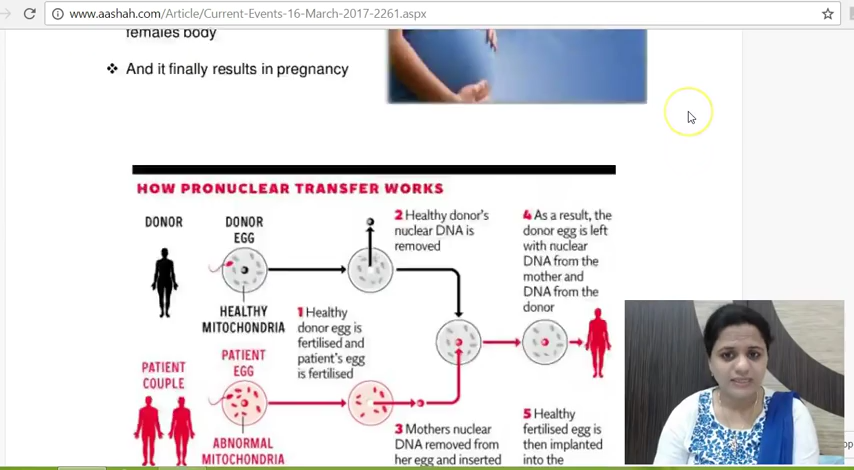 www.aashah.com/Article/Current-Events-16-March-2017-2261.aspx
females body
❖ And it finally results in pregnancy
HOW PRONUCLEAR TRANSFER WORKS
DONOR
DONOR
EGG
HEALTHY
MITOCHONDRIA
2 Healthy donor's
nuclear DNA is
removed
4 As a result, the
donor egg is left
with nuclear
DNA from the
mother and
DNA from the
donor
1 Healthy
donor egg is
fertilised and
patient's egg
is fertilised
PATIENT
COUPLE
PATIENT
EGG
ABNORMAL
MITOCHONDRIA
3 Mothers nuclear
DNA removed from
her egg and inserted
5 Healthy
fertilised egg is
then implanted
into the